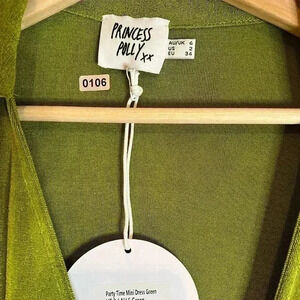 PRINCESS
POLLY xx
AU/UK 6
US 2
EU 34
0106
Party Time Mini Dress Green